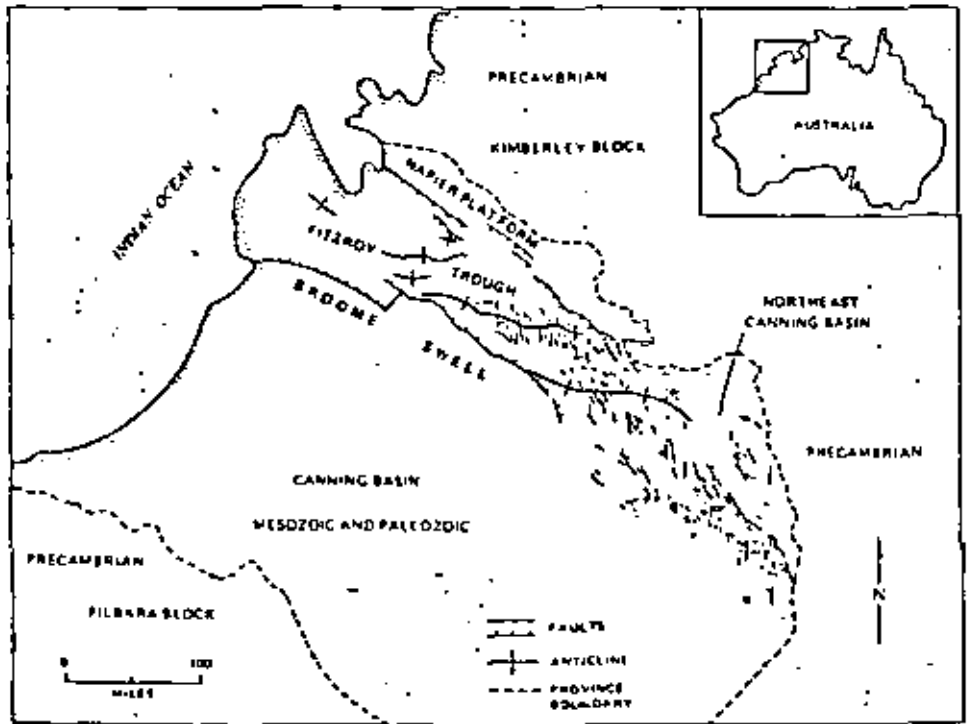 PRECAMBRIAN
KIMBERLEY BLOCK
AUSTRALIA
INDIAN OCEAN
NAPIER PLATFORM
FITZROY
TROUGH
BROOME
SWELL
NORTHEAST
CANNING BASIN
PRECAMBRIAN
CANNING BASIN
MESOZOIC AND PALEOZOIC
PRECAMBRIAN
PILBARA BLOCK
0 100
MILES
FAULTS
ANTICLINE
PROVINCE
BOUNDARY
N